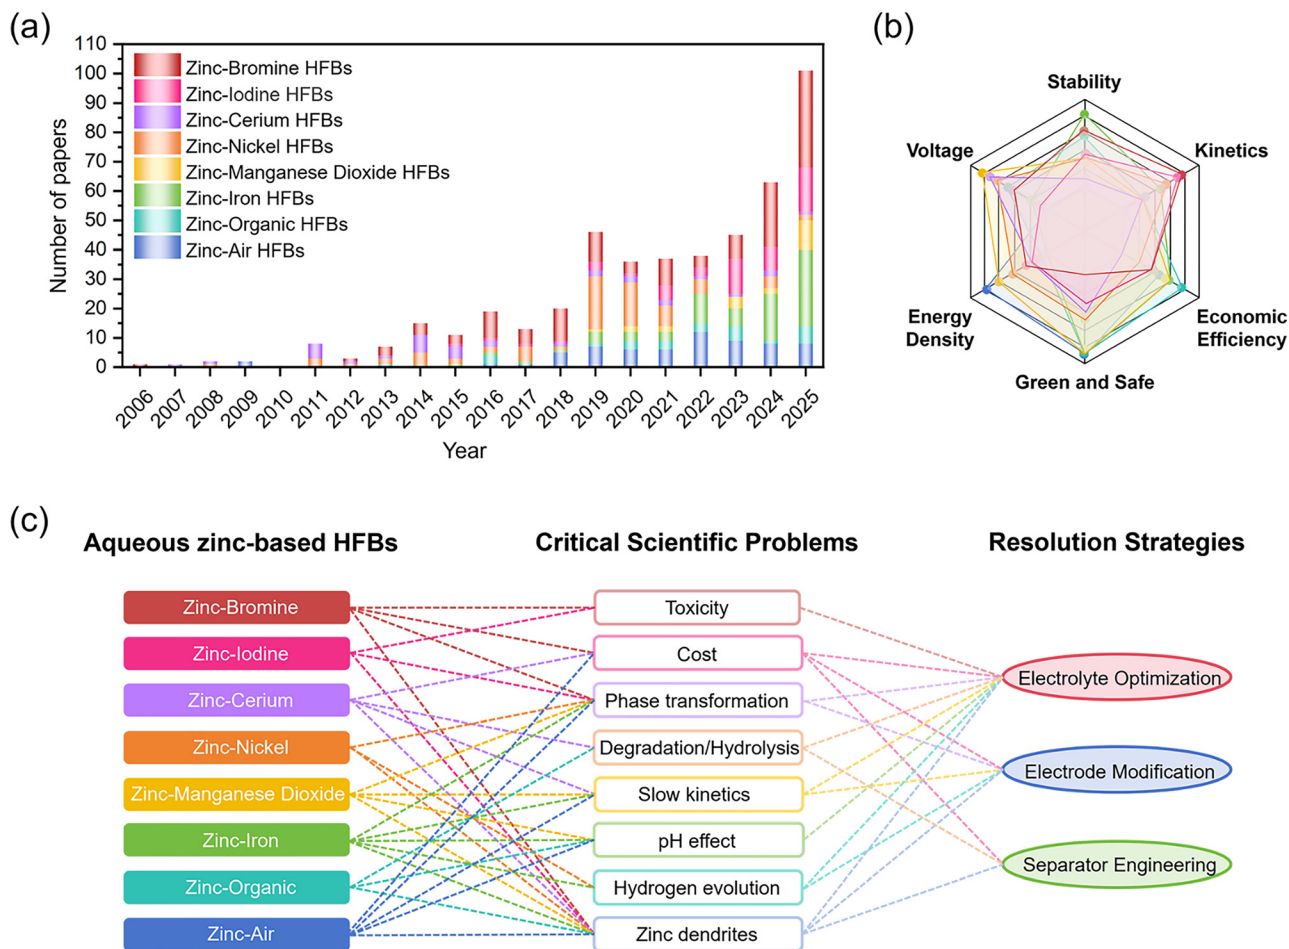 (a)
110
100
90
80
70
60
50
40
30
20
10
0
Number of papers
Zinc-Bromine HFBs
Zinc-Iodine HFBs
Zinc-Cerium HFBs
Zinc-Nickel HFBs
Zinc-Manganese Dioxide HFBs
Zinc-Iron HFBs
Zinc-Organic HFBs
Zinc-Air HFBs
2006
2007
2008
2009
2010
2011
2012
2013
2014
2015
2016
2017
2018
2019
2020
2021
2022
2023
2024
2025
Year
(b)
Stability
Voltage
Kinetics
Energy
Density
Economic
Efficiency
Green and Safe
(c)
Aqueous zinc-based HFBs
Zinc-Bromine
Zinc-Iodine
Zinc-Cerium
Zinc-Nickel
Zinc-Manganese Dioxide
Zinc-Iron
Zinc-Organic
Zinc-Air
Critical Scientific Problems
Toxicity
Cost
Phase transformation
Degradation/Hydrolysis
Slow kinetics
pH effect
Hydrogen evolution
Zinc dendrites
Resolution Strategies
Electrolyte Optimization
Electrode Modification
Separator Engineering